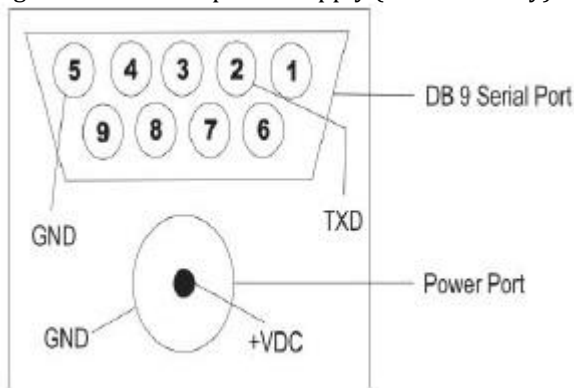 5 4 3 2 1
DB 9 Serial Port
9 8 7 6
TXD
GND
Power Port
GND
+VDC